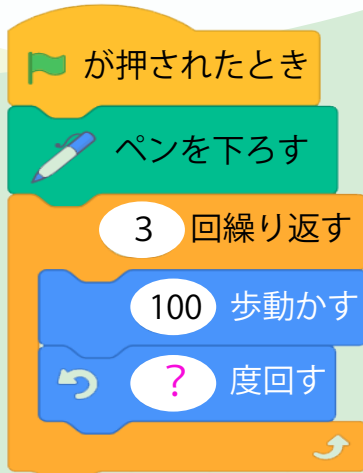 が押されたとき
ペンを下ろす
3 回繰り返す
100 歩動かす
? 度回す